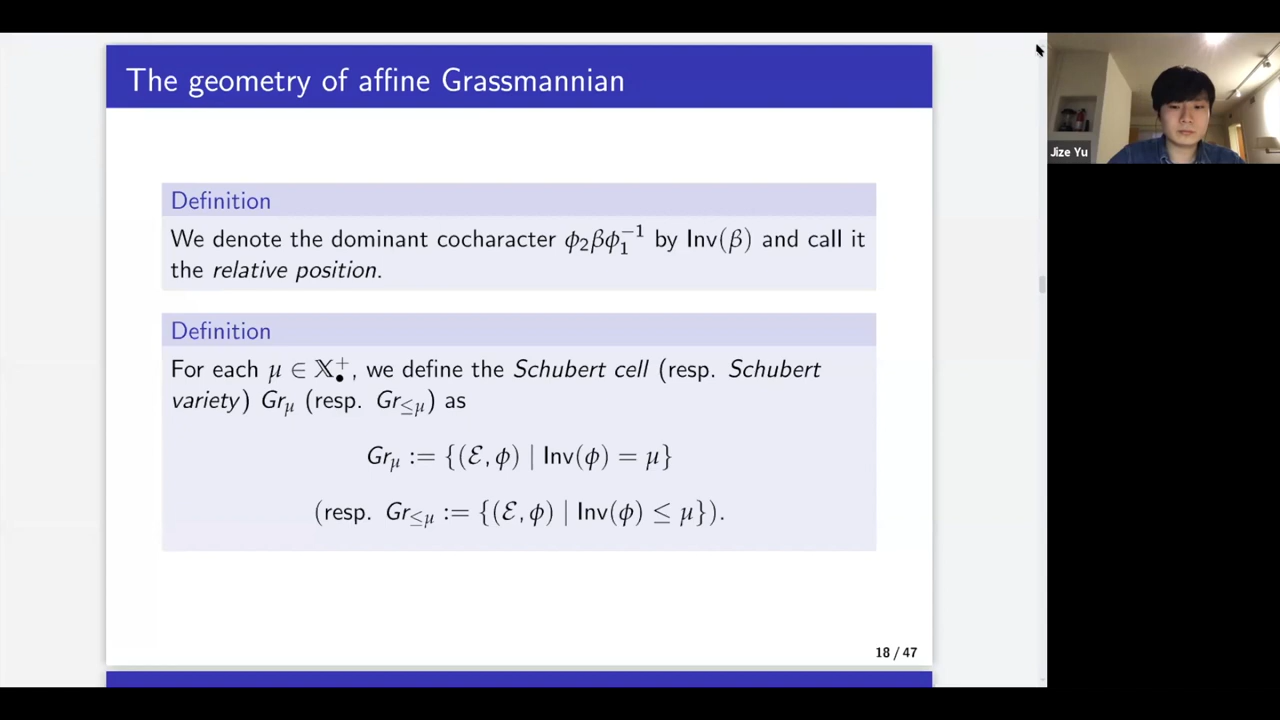 The geometry of affine Grassmannian
Definition
We denote the dominant cocharacter ϕ₂βϕ₁⁻¹ by Inv(β) and call it
the relative position.
Definition
For each μ ∈ 𝕏•⁺, we define the Schubert cell (resp. Schubert
variety) Gr_μ (resp. Gr_≤μ) as
Gr_μ := {(ℰ, ϕ) | Inv(ϕ) = μ}
(resp. Gr_≤μ := {(ℰ, ϕ) | Inv(ϕ) ≤ μ}).
18 / 47
Jize Yu